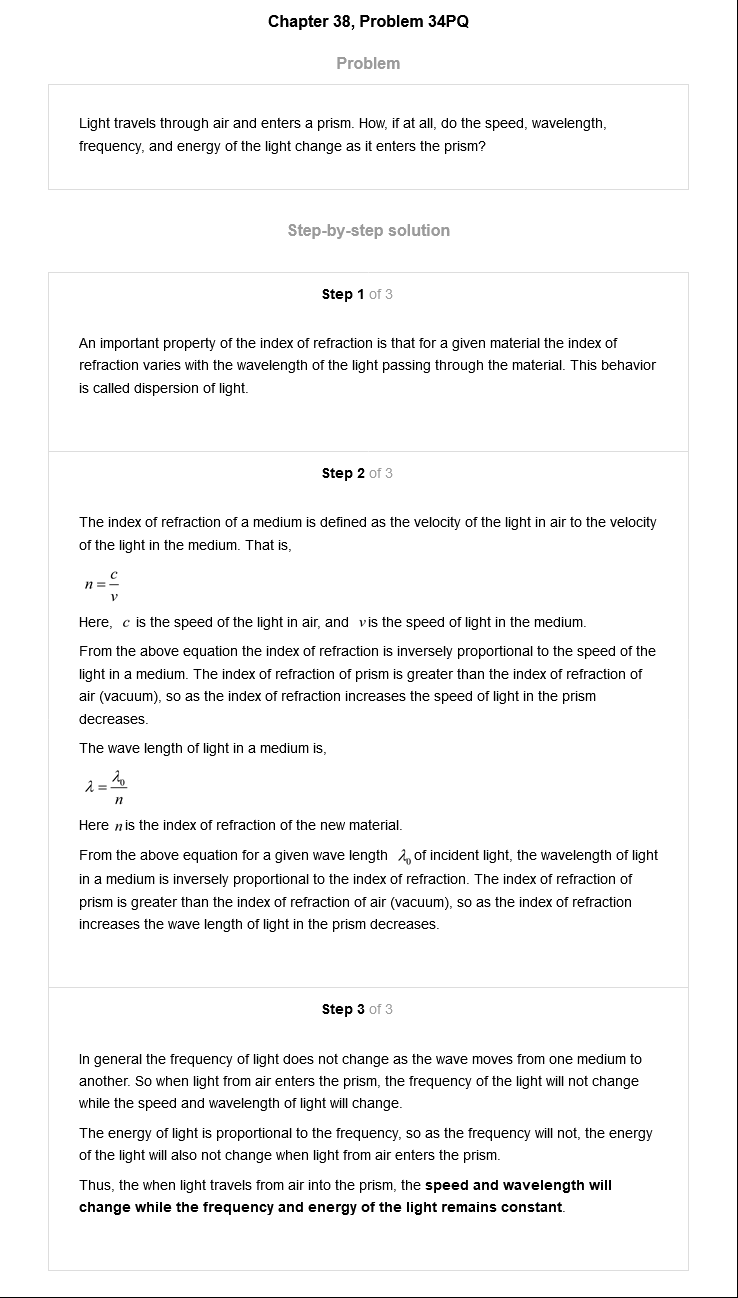 Chapter 38, Problem 34PQ
Problem
Light travels through air and enters a prism. How, if at all, do the speed, wavelength,
frequency, and energy of the light change as it enters the prism?
Step-by-step solution
Step 1 of 3
An important property of the index of refraction is that for a given material the index of
refraction varies with the wavelength of the light passing through the material. This behavior
is called dispersion of light.
Step 2 of 3
The index of refraction of a medium is defined as the velocity of the light in air to the velocity
of the light in the medium. That is,
n = c/v
Here, c is the speed of the light in air, and v is the speed of light in the medium.
From the above equation the index of refraction is inversely proportional to the speed of the
light in a medium. The index of refraction of prism is greater than the index of refraction of
air (vacuum), so as the index of refraction increases the speed of light in the prism
decreases.
The wave length of light in a medium is,
λ = λ₀/n
Here n is the index of refraction of the new material.
From the above equation for a given wave length λ₀ of incident light, the wavelength of light
in a medium is inversely proportional to the index of refraction. The index of refraction of
prism is greater than the index of refraction of air (vacuum), so as the index of refraction
increases the wave length of light in the prism decreases.
Step 3 of 3
In general the frequency of light does not change as the wave moves from one medium to
another. So when light from air enters the prism, the frequency of the light will not change
while the speed and wavelength of light will change.
The energy of light is proportional to the frequency, so as the frequency will not, the energy
of the light will also not change when light from air enters the prism.
Thus, the when light travels from air into the prism, the speed and wavelength will
change while the frequency and energy of the light remains constant.